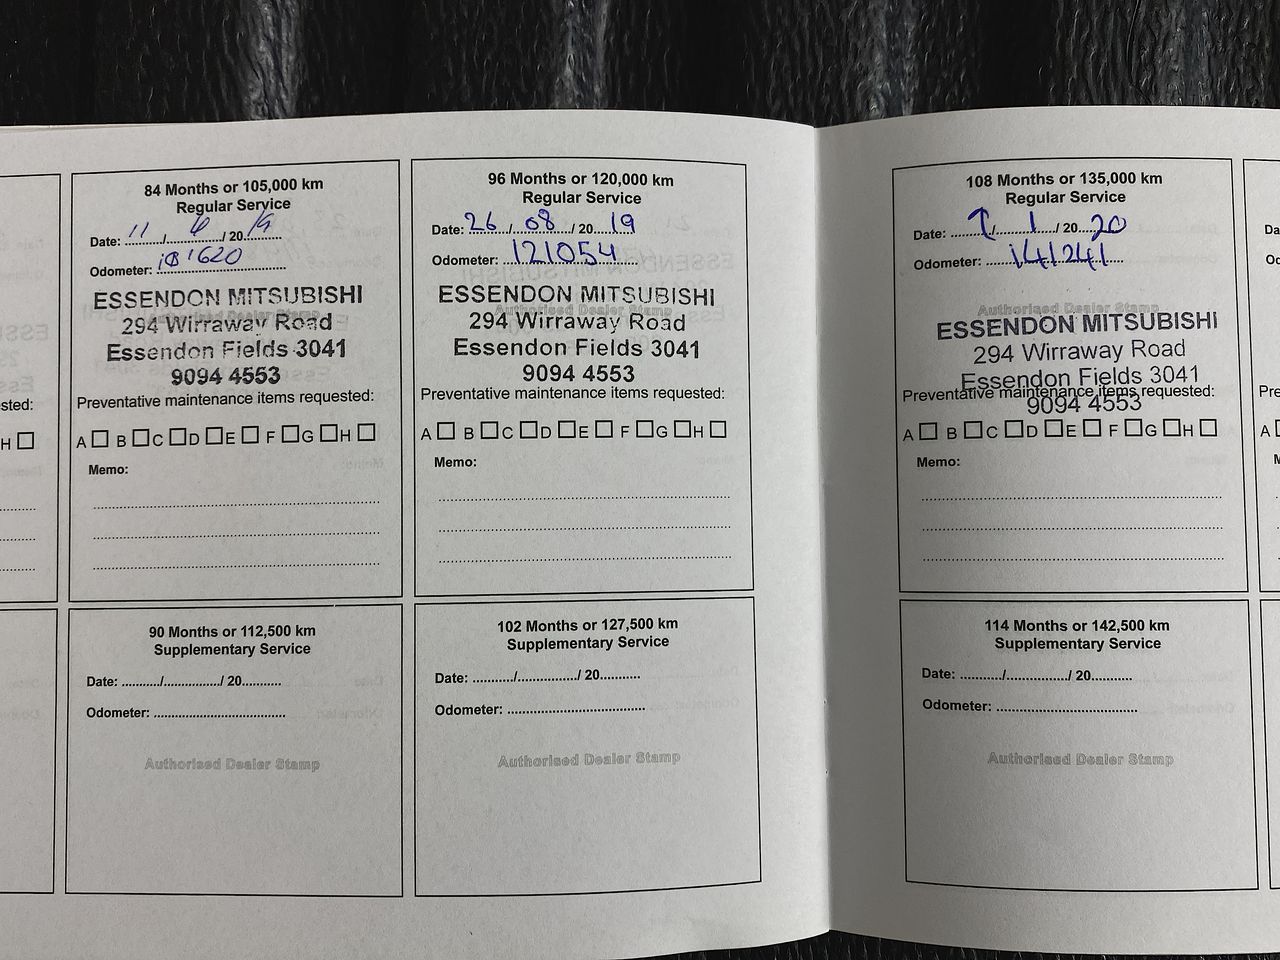 84 Months or 105,000 km
Regular Service
Date: 11 / 4 / 20 19
Odometer:
ESSENDON MITSUBISHI
294 Wirraway Road
Essendon Fields 3041
9094 4553
Preventative maintenance items requested:
A B C D E F G H
Memo:
90 Months or 112,500 km
Supplementary Service
Date: ........../.............../ 20..........
Odometer: ...................................
Authorised Dealer Stamp
96 Months or 120,000 km
Regular Service
Date: 26 / 08 / 20 19
Odometer: 121054
Authorised Dealer Stamp
ESSENDON MITSUBISHI
294 Wirraway Road
Essendon Fields 3041
9094 4553
Preventative maintenance items requested:
A B C D E F G H
Memo:
102 Months or 127,500 km
Supplementary Service
Date: ........../.............../ 20..........
Odometer: ...................................
Authorised Dealer Stamp
108 Months or 135,000 km
Regular Service
Date: / 1 / 20 20
Odometer: 141241
Authorised Dealer Stamp
ESSENDON MITSUBISHI
294 Wirraway Road
Essendon Fields 3041
Preventative maintenance items requested:
9094 4553
A B C D E F G H
Memo:
114 Months or 142,500 km
Supplementary Service
Date: ........../.............../ 20..........
Odometer: ...................................
Authorised Dealer Stamp
sted:
H
A